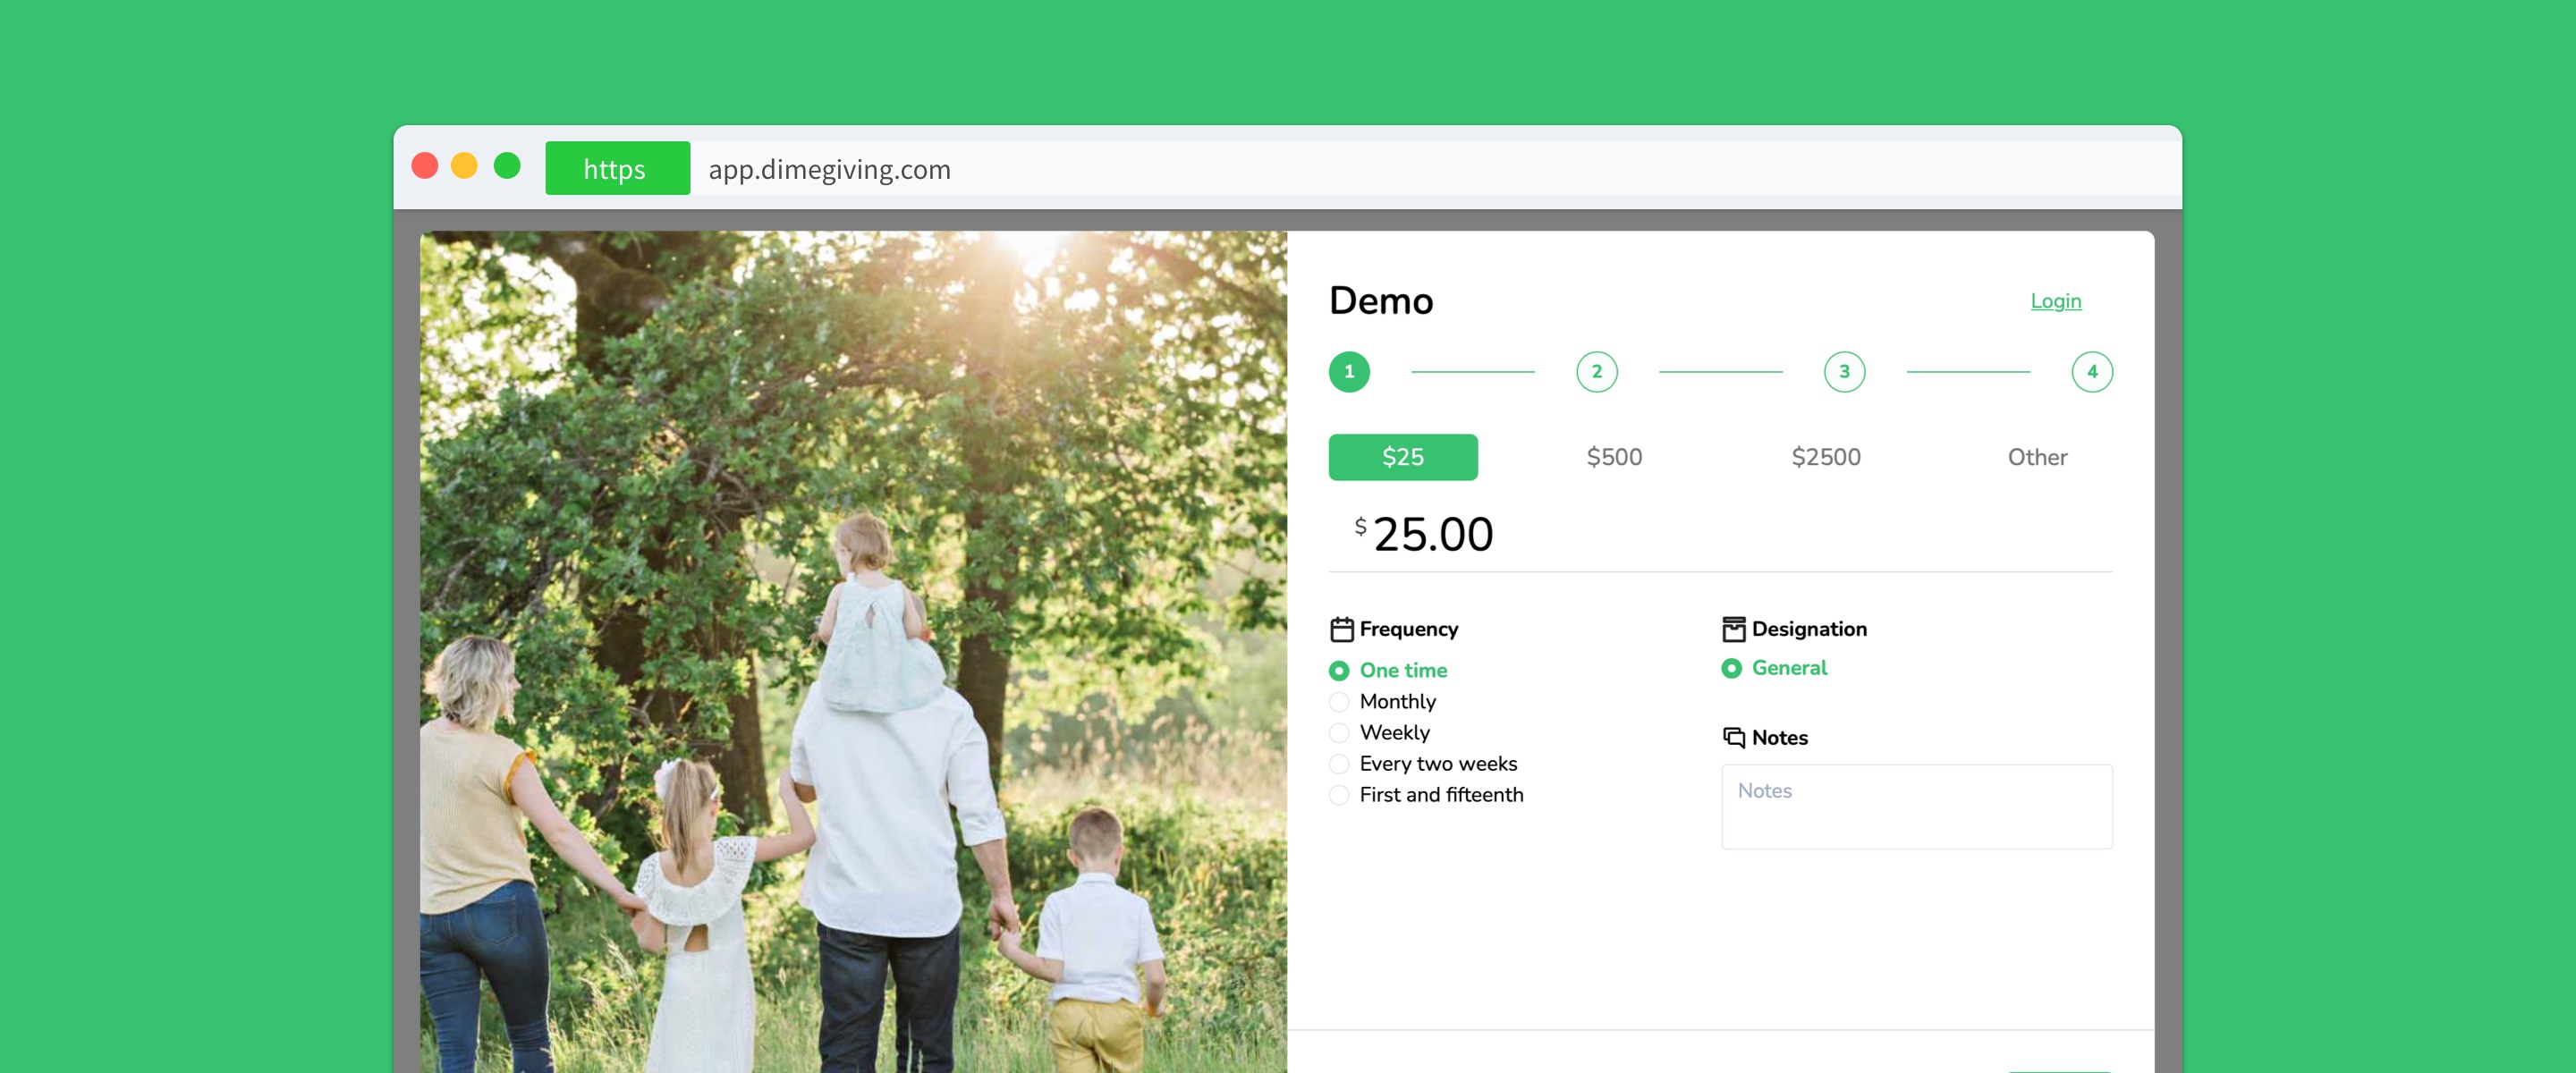 https app.dimegiving.com
Demo
Login
1 2 3 4
$25 $500 $2500 Other
$ 25.00
Frequency
One time
Monthly
Weekly
Every two weeks
First and fifteenth
Designation
General
Notes
Notes